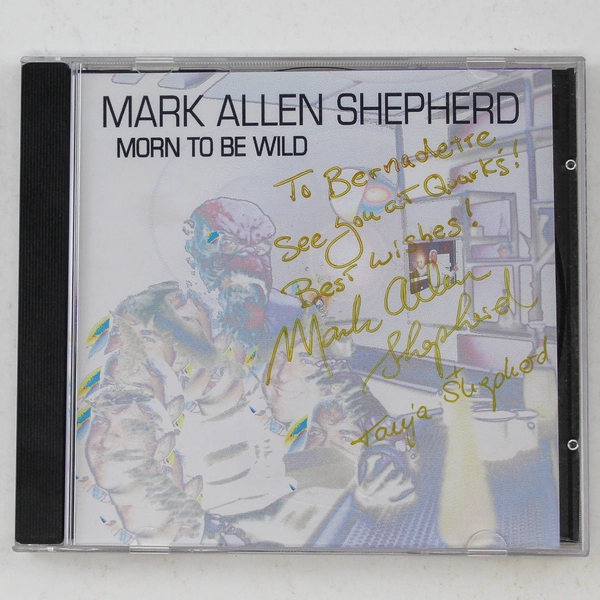 MARK ALLEN SHEPHERD
MORN TO BE WILD
To Bernadette
See you at Quark's!
Best wishes!
Mark Allen
Shepherd
+
Tanja Shepherd